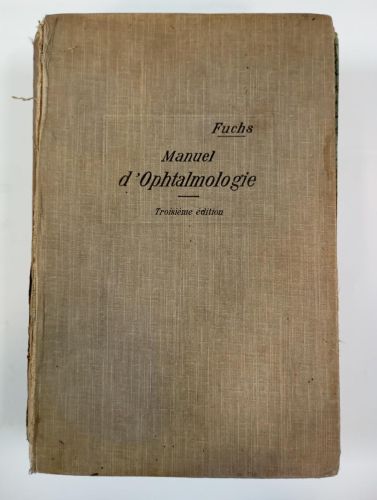 Fuchs
Manuel
d'Ophtalmologie
Troisième édition